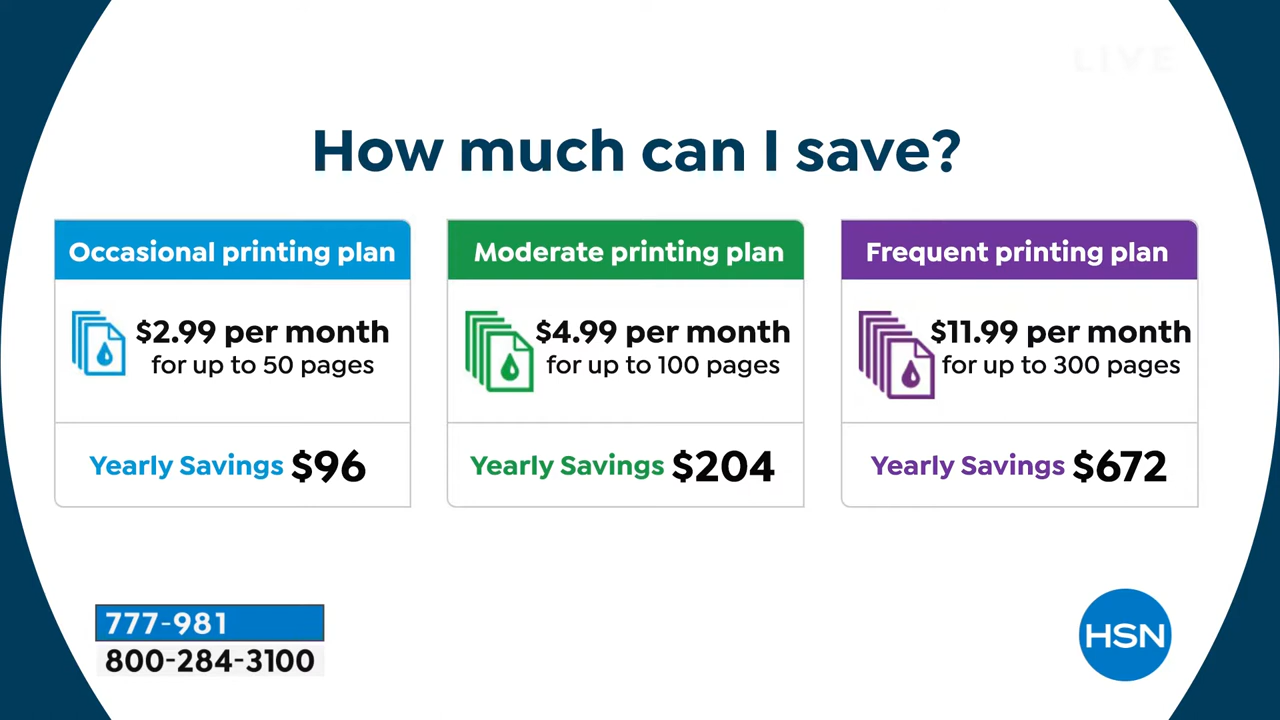 LIVE
How much can I save?
Occasional printing plan
$2.99 per month
for up to 50 pages
Yearly Savings $96
Moderate printing plan
$4.99 per month
for up to 100 pages
Yearly Savings $204
Frequent printing plan
$11.99 per month
for up to 300 pages
Yearly Savings $672
777-981
800-284-3100
HSN